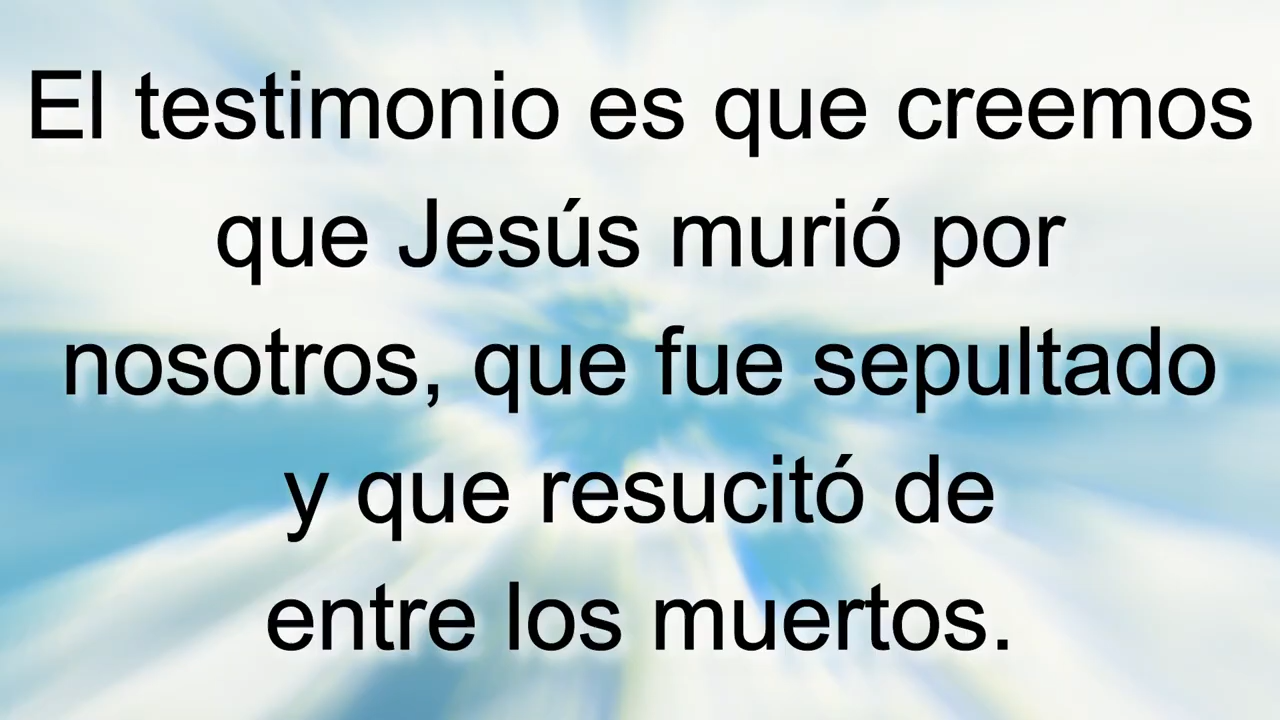 El testimonio es que creemos
que Jesús murió por
nosotros, que fue sepultado
y que resucitó de
entre los muertos.